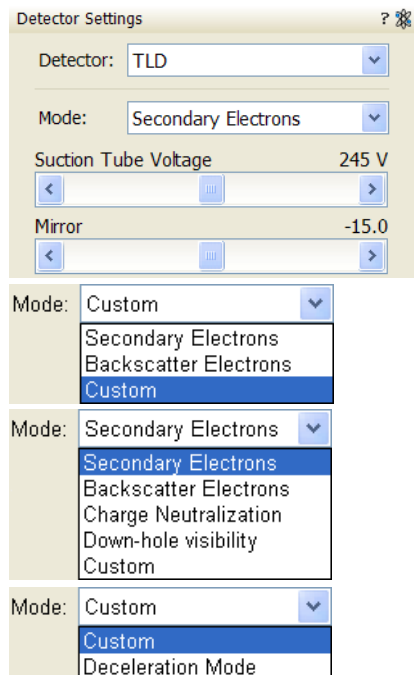 Detector Settings ?
Detector: TLD
Mode: Secondary Electrons
Suction Tube Voltage 245 V
Mirror -15.0
Mode: Custom
Secondary Electrons
Backscatter Electrons
Custom
Mode: Secondary Electrons
Secondary Electrons
Backscatter Electrons
Charge Neutralization
Down-hole visibility
Custom
Mode: Custom
Custom
Deceleration Mode